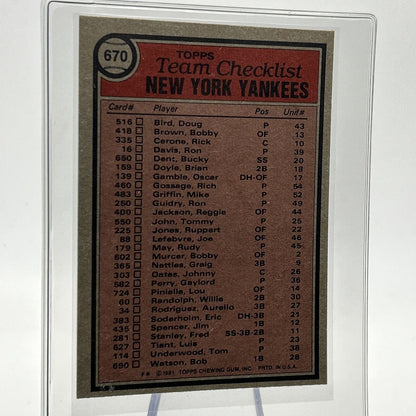 670
TOPPS
Team Checklist
NEW YORK YANKEES
Card# Player Pos Unif#
516 Bird, Doug P 43
418 Brown, Bobby OF 13
335 Cerone, Rick C 10
16 Davis, Ron P 39
650 Dent, Bucky SS 20
159 Doyle, Brian 2B 18
139 Gamble, Oscar DH-OF 17
460 Gossage, Rich P 54
483 Griffin, Mike P 52
250 Guidry, Ron P 49
400 Jackson, Reggie OF 44
550 John, Tommy P 25
225 Jones, Ruppert OF 22
88 Lefebvre, Joe OF 46
179 May, Rudy P 45
602 Murcer, Bobby OF 2
365 Nettles, Graig 3B 9
303 Oates, Johnny C 26
582 Perry, Gaylord P 36
724 Piniella, Lou OF 14
60 Randolph, Willie 2B 30
34 Rodriguez, Aurelio 3B 27
383 Soderholm, Eric DH-3B 21
435 Spencer, Jim 1B 12
281 Stanley, Fred SS-3B-2B 11
627 Tiant, Luis P 23
114 Underwood, Tom P 38
690 Watson, Bob 1B 28
F* © 1981 TOPPS CHEWING GUM, INC. PRTD. IN U.S.A.